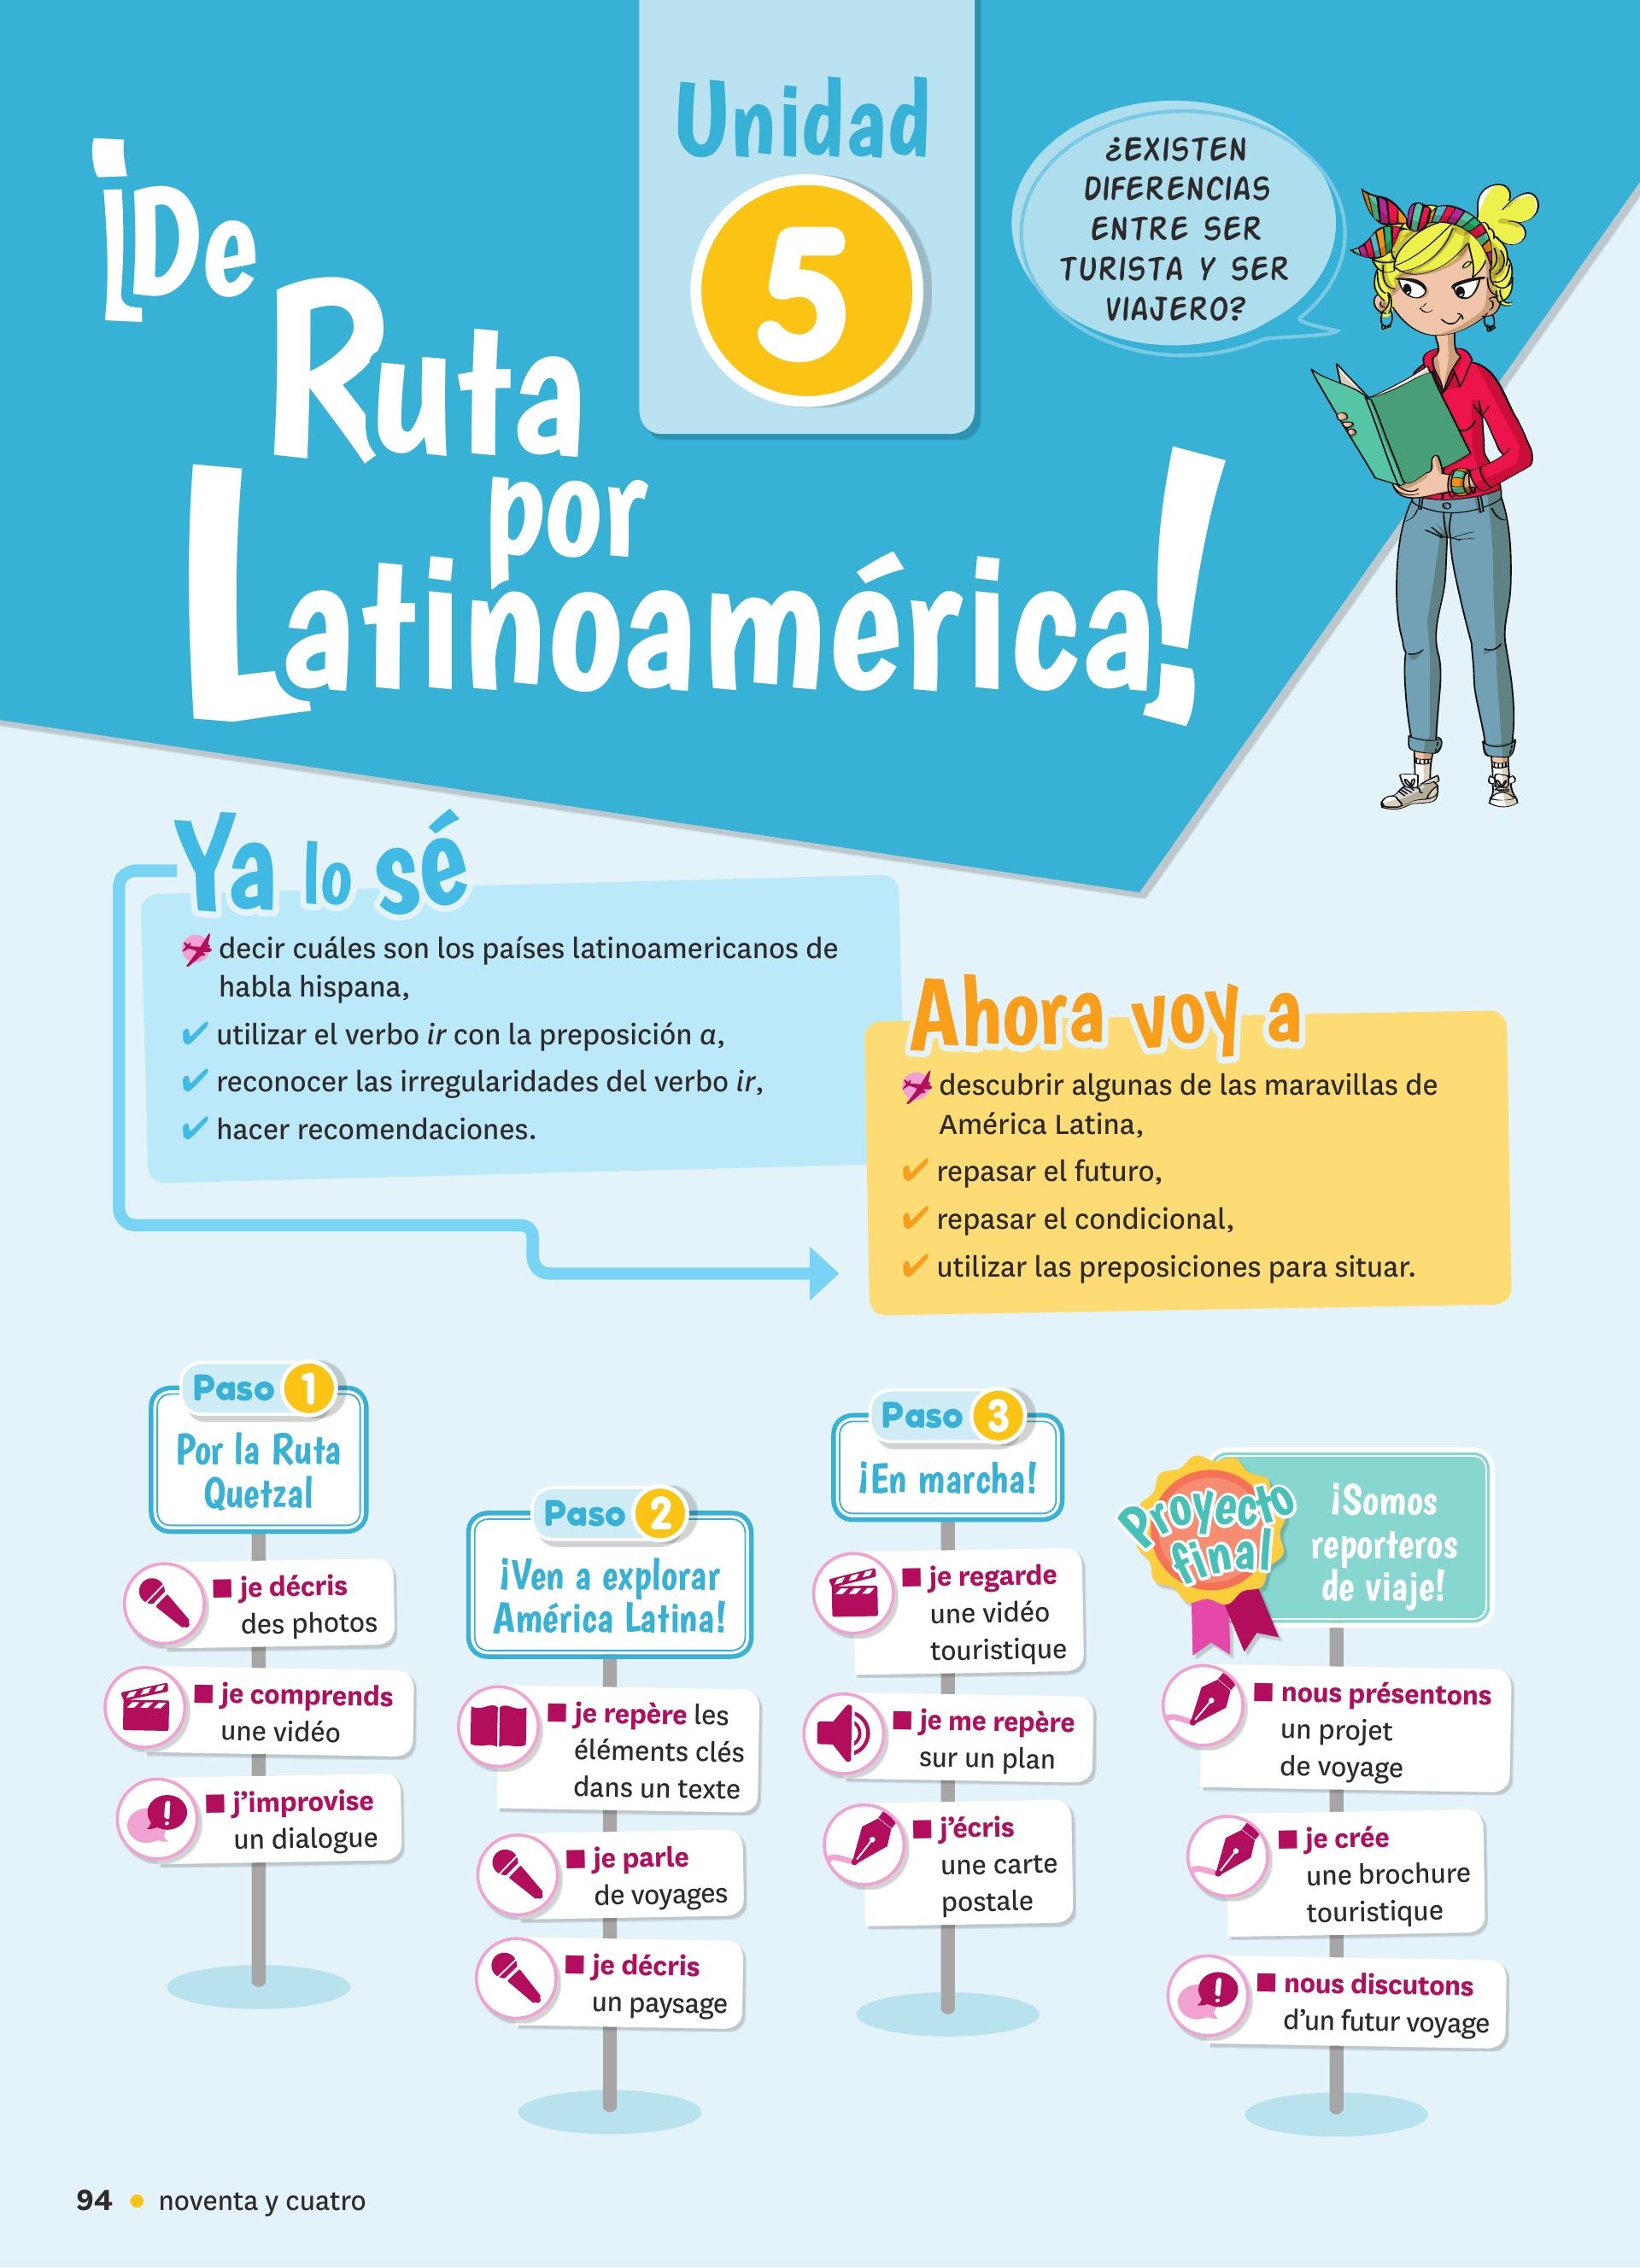 Unidad
5
¡De
Ruta
por
Latinoamérica!
¿EXISTEN
DIFERENCIAS
ENTRE SER
TURISTA Y SER
VIAJERO?
Ya lo sé
decir cuáles son los países latinoamericanos de
habla hispana,
✔ utilizar el verbo ir con la preposición a,
✔ reconocer las irregularidades del verbo ir,
✔ hacer recomendaciones.
Ahora voy a
descubrir algunas de las maravillas de
América Latina,
✔ repasar el futuro,
✔ repasar el condicional,
✔ utilizar las preposiciones para situar.
Paso 1
Por la Ruta
Quetzal
■ je décris
des photos
■ je comprends
une vidéo
■ j'improvise
un dialogue
Paso 2
¡Ven a explorar
América Latina!
■ je repère les
éléments clés
dans un texte
■ je parle
de voyages
■ je décris
un paysage
Paso 3
¡En marcha!
■ je regarde
une vidéo
touristique
■ je me repère
sur un plan
■ j'écris
une carte
postale
Proyecto
final
¡Somos
reporteros
de viaje!
■ nous présentons
un projet
de voyage
■ je crée
une brochure
touristique
■ nous discutons
d'un futur voyage
94 • noventa y cuatro